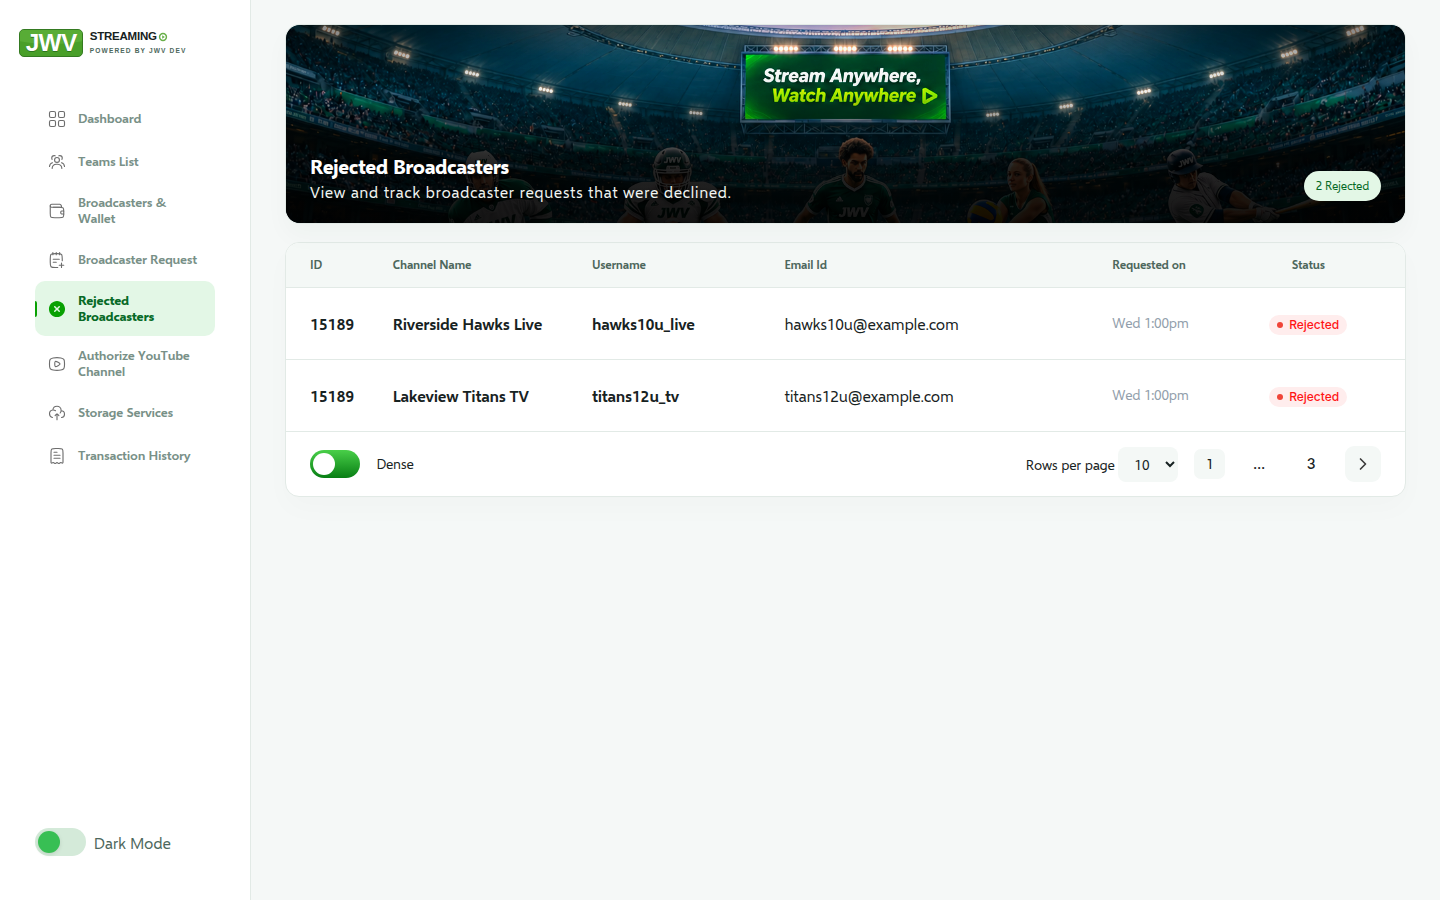 JWV STREAMING
POWERED BY JWV DEV
Dashboard
Teams List
Broadcasters &
Wallet
Broadcaster Request
Rejected
Broadcasters
Authorize YouTube
Channel
Storage Services
Transaction History
Dark Mode
Stream Anywhere,
Watch Anywhere
JWV
JWV
JWV
JWV
Rejected Broadcasters
View and track broadcaster requests that were declined.
2 Rejected
ID Channel Name Username Email Id Requested on Status
15189 Riverside Hawks Live hawks10u_live hawks10u@example.com Wed 1:00pm Rejected
15189 Lakeview Titans TV titans12u_tv titans12u@example.com Wed 1:00pm Rejected
Dense Rows per page 10 1 ... 3